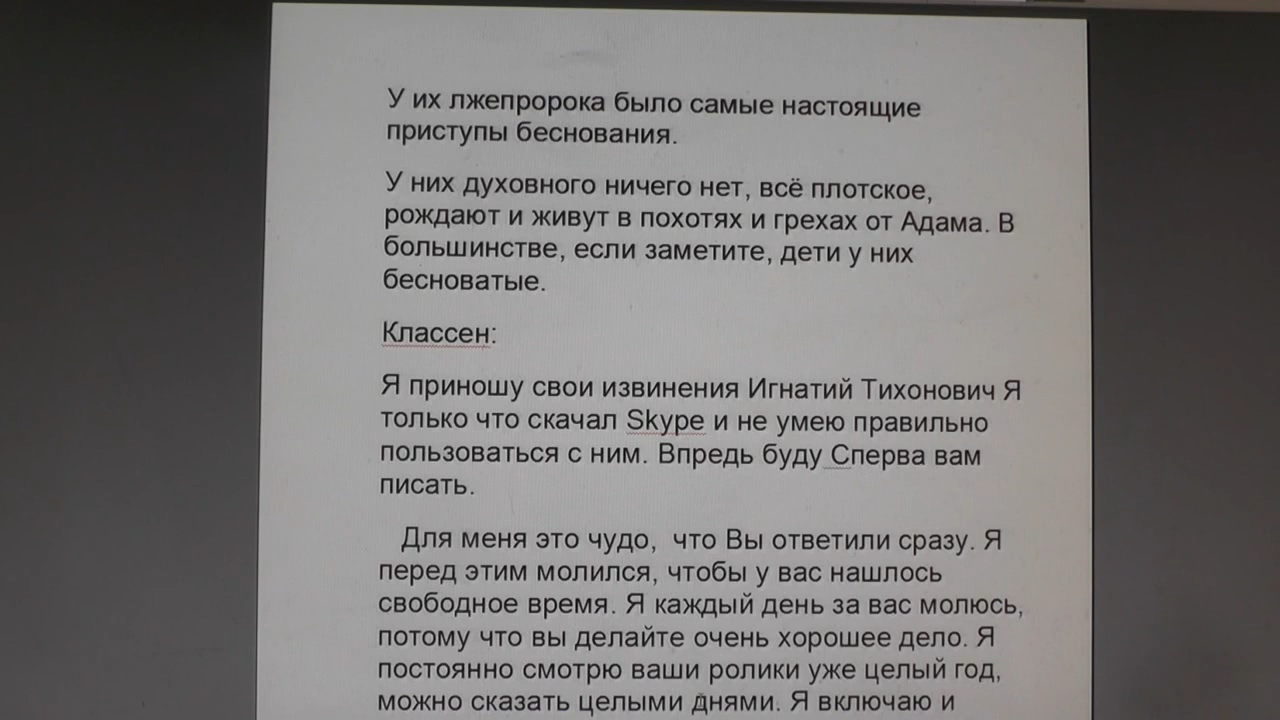 У их лжепророка было самые настоящие
приступы беснования.
У них духовного ничего нет, всё плотское,
рождают и живут в похотях и грехах от Адама. В
большинстве, если заметите, дети у них
бесноватые.
Классен:
Я приношу свои извинения Игнатий Тихонович Я
только что скачал Skype и не умею правильно
пользоваться с ним. Впредь буду Сперва вам
писать.
Для меня это чудо, что Вы ответили сразу. Я
перед этим молился, чтобы у вас нашлось
свободное время. Я каждый день за вас молюсь,
потому что вы делайте очень хорошее дело. Я
постоянно смотрю ваши ролики уже целый год,
можно сказать целыми днями. Я включаю и